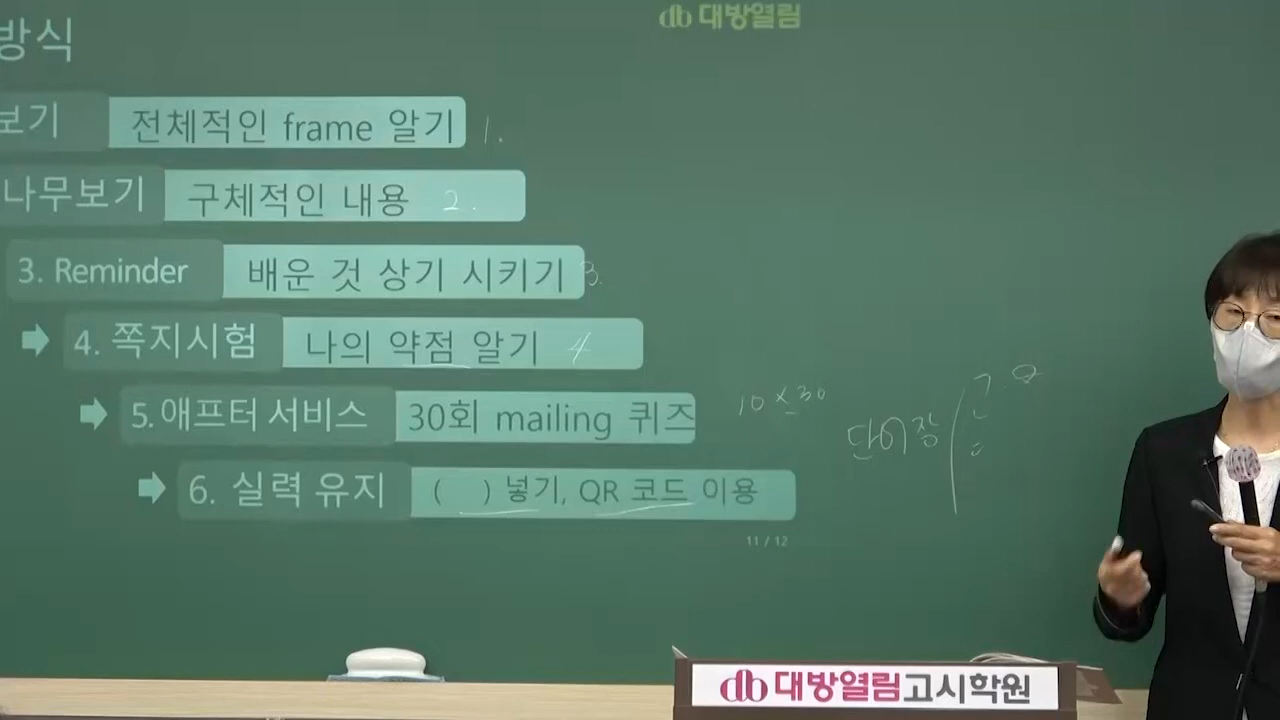 대방열림
방식
보기 전체적인 frame 알기 1.
나무보기 구체적인 내용 2.
3. Reminder 배운 것 상기 시키기 3.
4. 쪽지시험 나의 약점 알기 4
5. 애프터 서비스 30회 mailing 퀴즈
10 x 30
단어장
6. 실력 유지 ( ) 넣기, QR 코드 이용
11 / 12
대방열림고시학원